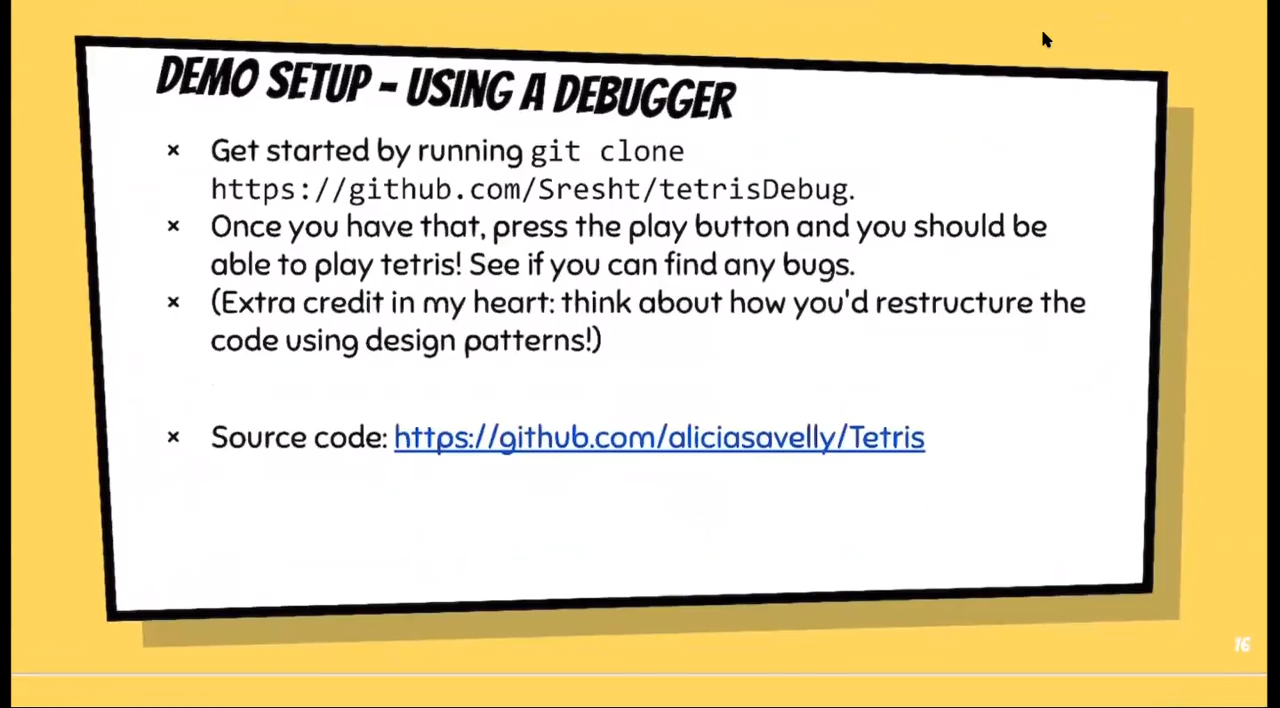 DEMO SETUP - USING A DEBUGGER
× Get started by running git clone
https://github.com/Sresht/tetrisDebug.
× Once you have that, press the play button and you should be
able to play tetris! See if you can find any bugs.
× (Extra credit in my heart: think about how you'd restructure the
code using design patterns!)
× Source code: https://github.com/aliciasavelly/Tetris
16